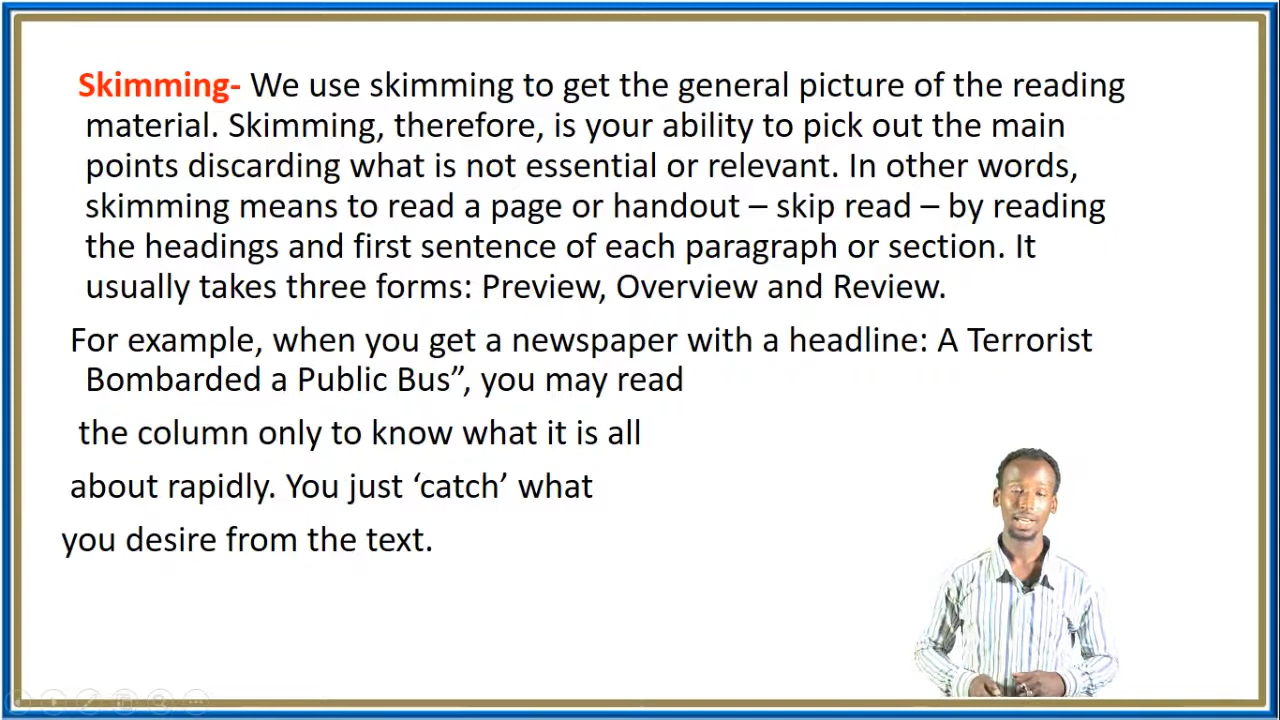 Skimming- We use skimming to get the general picture of the reading
material. Skimming, therefore, is your ability to pick out the main
points discarding what is not essential or relevant. In other words,
skimming means to read a page or handout – skip read – by reading
the headings and first sentence of each paragraph or section. It
usually takes three forms: Preview, Overview and Review.
For example, when you get a newspaper with a headline: A Terrorist
Bombarded a Public Bus”, you may read
the column only to know what it is all
about rapidly. You just ‘catch’ what
you desire from the text.